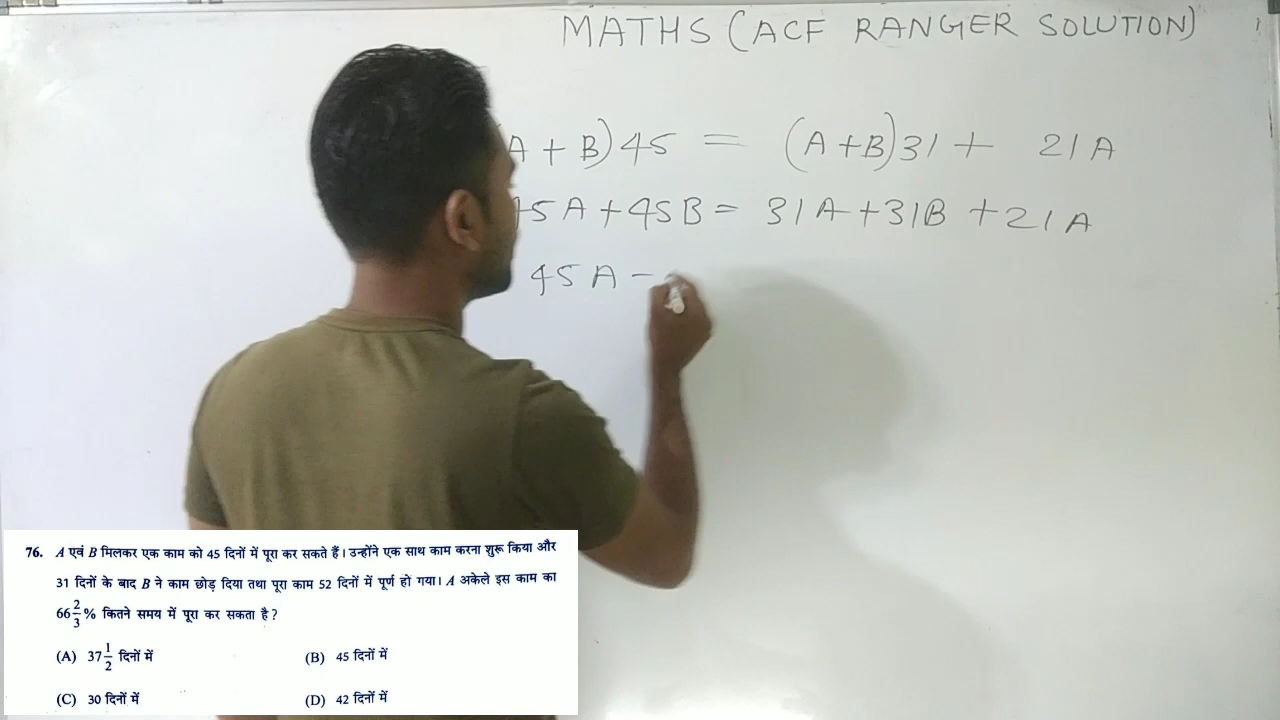 MATHS (ACF RANGER SOLUTION)
A + B) 45 = (A+B) 31 + 21A
5A + 45B = 31A + 31B + 21A
45A -
76. A एवं B मिलकर एक काम को 45 दिनों में पूरा कर सकते हैं। उन्होंने एक साथ काम करना शुरू किया और
31 दिनों के बाद B ने काम छोड़ दिया तथा पूरा काम 52 दिनों में पूर्ण हो गया। A अकेले इस काम का
66 2/3 % कितने समय में पूरा कर सकता है?
(A) 37 1/2 दिनों में (B) 45 दिनों में
(C) 30 दिनों में (D) 42 दिनों में